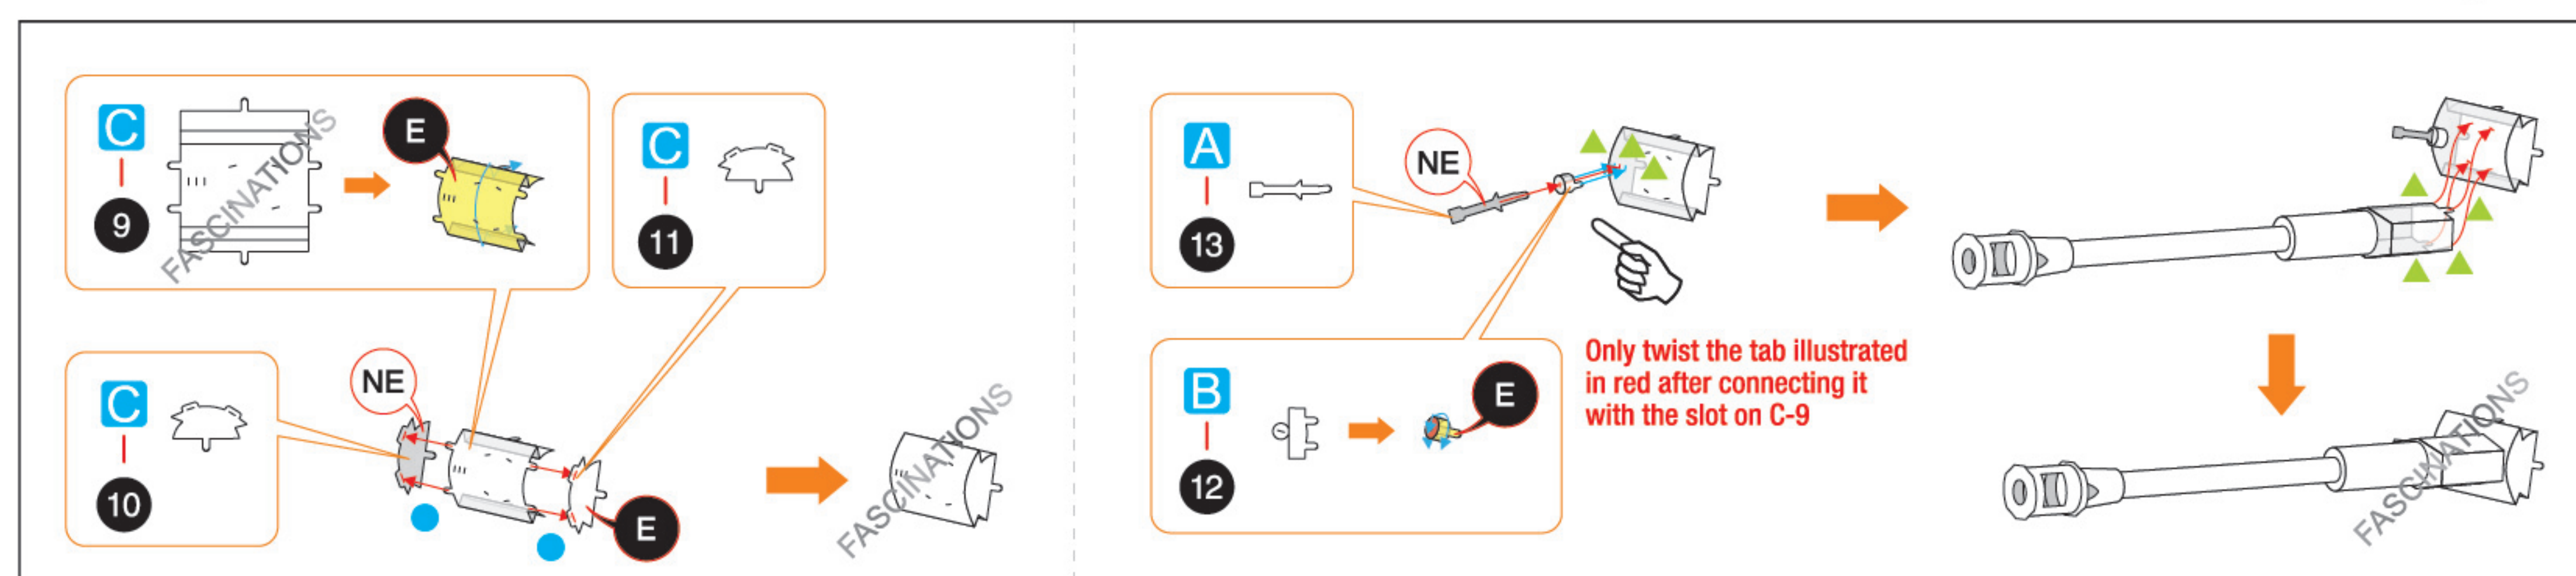 C
9
FASCINATIONS
E
C
11
C
10
NE
E
FASCINATIONS
A
13
NE
B
12
E
Only twist the tab illustrated
in red after connecting it
with the slot on C-9
FASCINATIONS